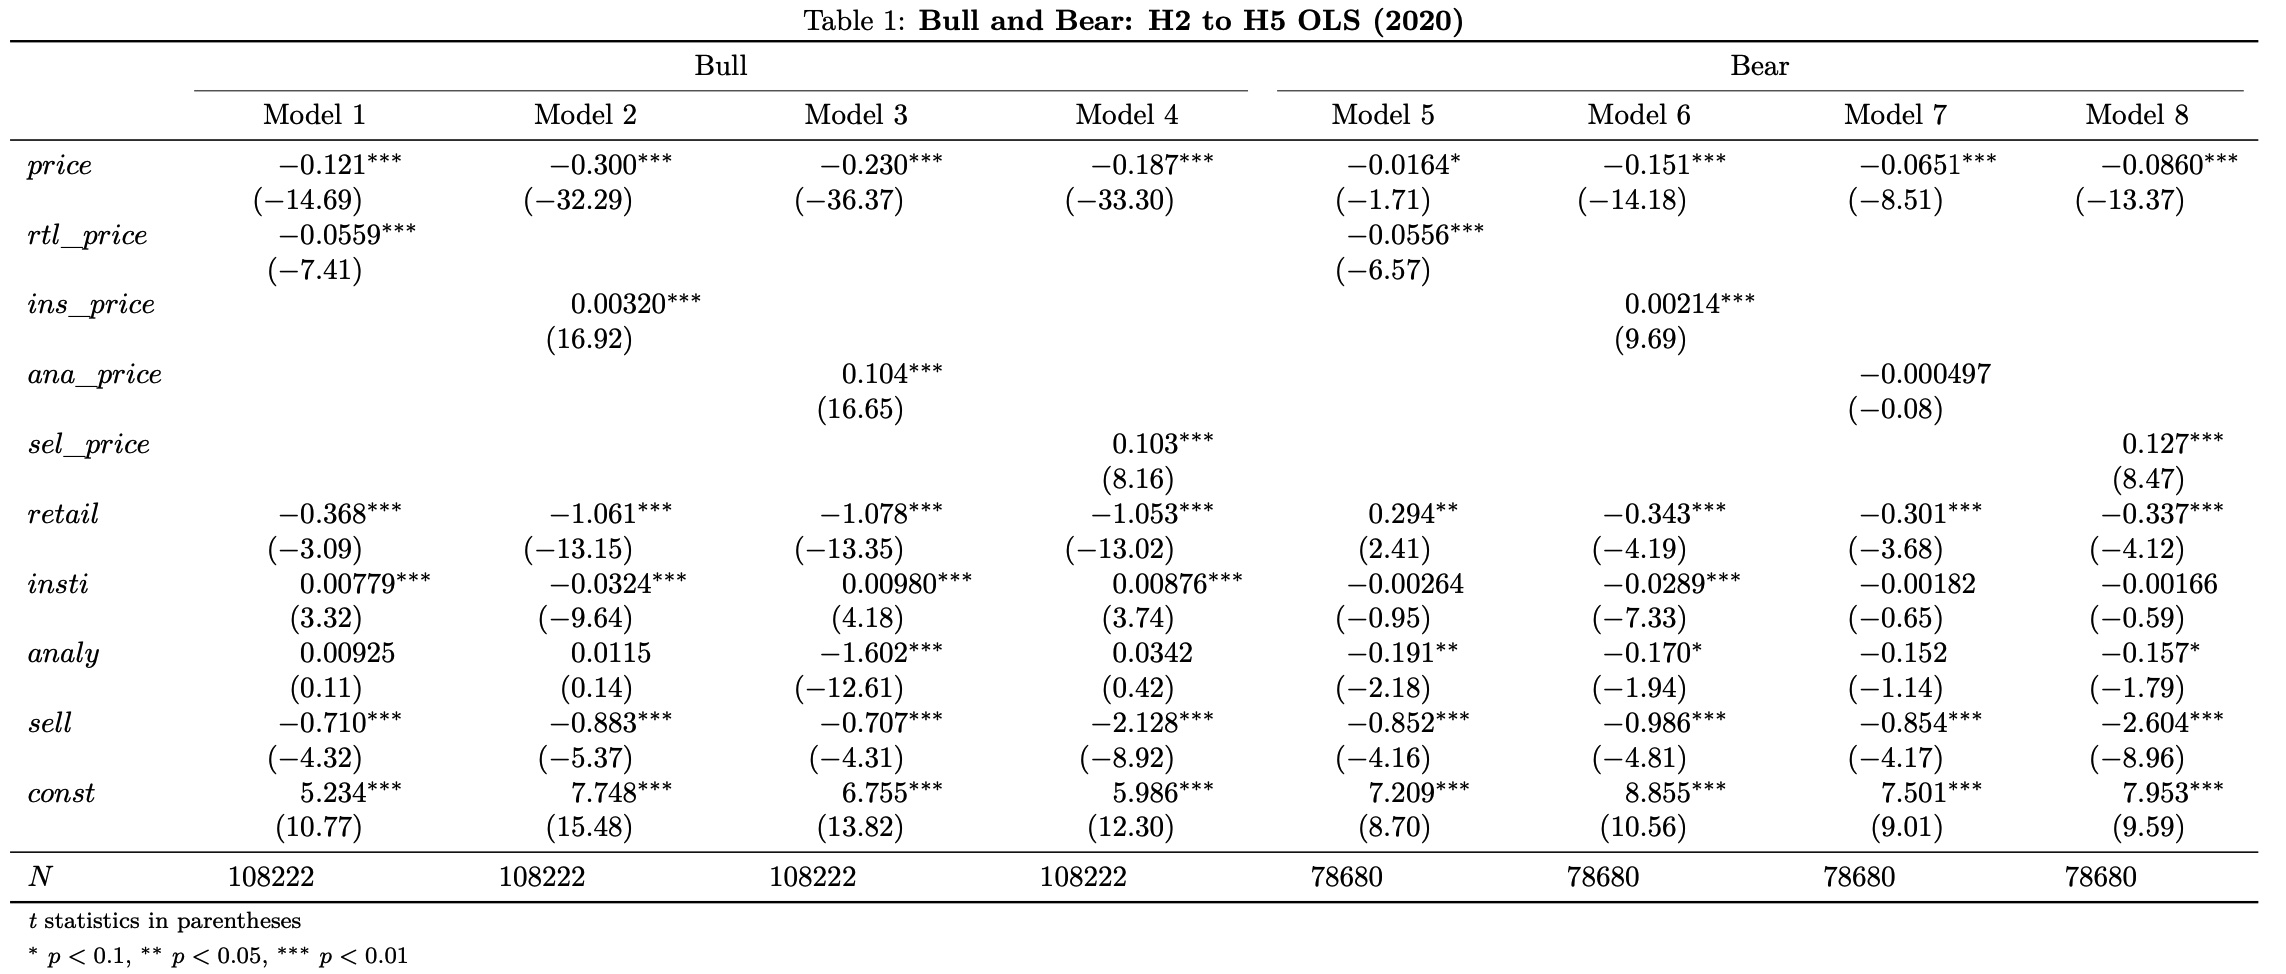 Table 1: Bull and Bear: H2 to H5 OLS (2020)
Bull Bear
Model 1 Model 2 Model 3 Model 4 Model 5 Model 6 Model 7 Model 8
price −0.121*** −0.300*** −0.230*** −0.187*** −0.0164* −0.151*** −0.0651*** −0.0860***
(−14.69) (−32.29) (−36.37) (−33.30) (−1.71) (−14.18) (−8.51) (−13.37)
rtl_price −0.0559*** −0.0556***
(−7.41) (−6.57)
ins_price 0.00320*** 0.00214***
(16.92) (9.69)
ana_price 0.104*** −0.000497
(16.65) (−0.08)
sel_price 0.103*** 0.127***
(8.16) (8.47)
retail −0.368*** −1.061*** −1.078*** −1.053*** 0.294** −0.343*** −0.301*** −0.337***
(−3.09) (−13.15) (−13.35) (−13.02) (2.41) (−4.19) (−3.68) (−4.12)
insti 0.00779*** −0.0324*** 0.00980*** 0.00876*** −0.00264 −0.0289*** −0.00182 −0.00166
(3.32) (−9.64) (4.18) (3.74) (−0.95) (−7.33) (−0.65) (−0.59)
analy 0.00925 0.0115 −1.602*** 0.0342 −0.191** −0.170* −0.152 −0.157*
(0.11) (0.14) (−12.61) (0.42) (−2.18) (−1.94) (−1.14) (−1.79)
sell −0.710*** −0.883*** −0.707*** −2.128*** −0.852*** −0.986*** −0.854*** −2.604***
(−4.32) (−5.37) (−4.31) (−8.92) (−4.16) (−4.81) (−4.17) (−8.96)
const 5.234*** 7.748*** 6.755*** 5.986*** 7.209*** 8.855*** 7.501*** 7.953***
(10.77) (15.48) (13.82) (12.30) (8.70) (10.56) (9.01) (9.59)
N 108222 108222 108222 108222 78680 78680 78680 78680
t statistics in parentheses
* p < 0.1, ** p < 0.05, *** p < 0.01